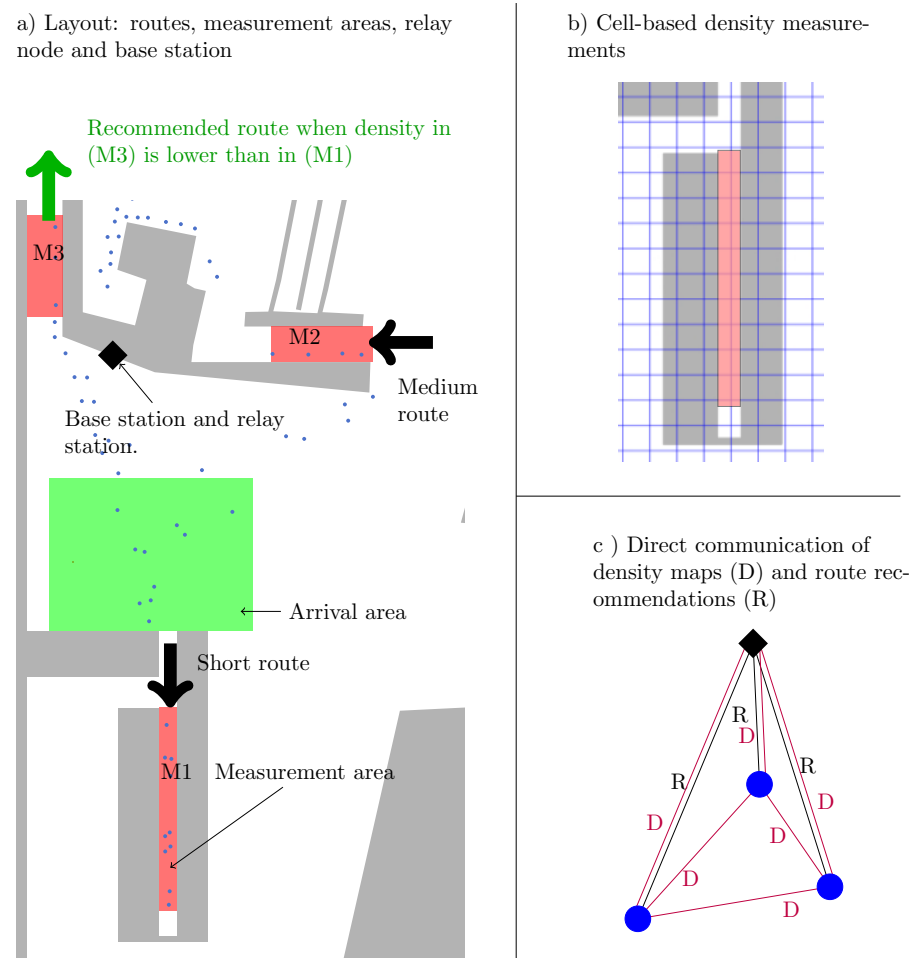 a) Layout: routes, measurement areas, relay
node and base station
Recommended route when density in
(M3) is lower than in (M1)
M3
M2
Medium
route
Base station and relay
station.
Arrival area
Short route
M1
Measurement area
b) Cell-based density measure-
ments
c ) Direct communication of
density maps (D) and route rec-
ommendations (R)
R
D
R
R
D
D
D
D
D